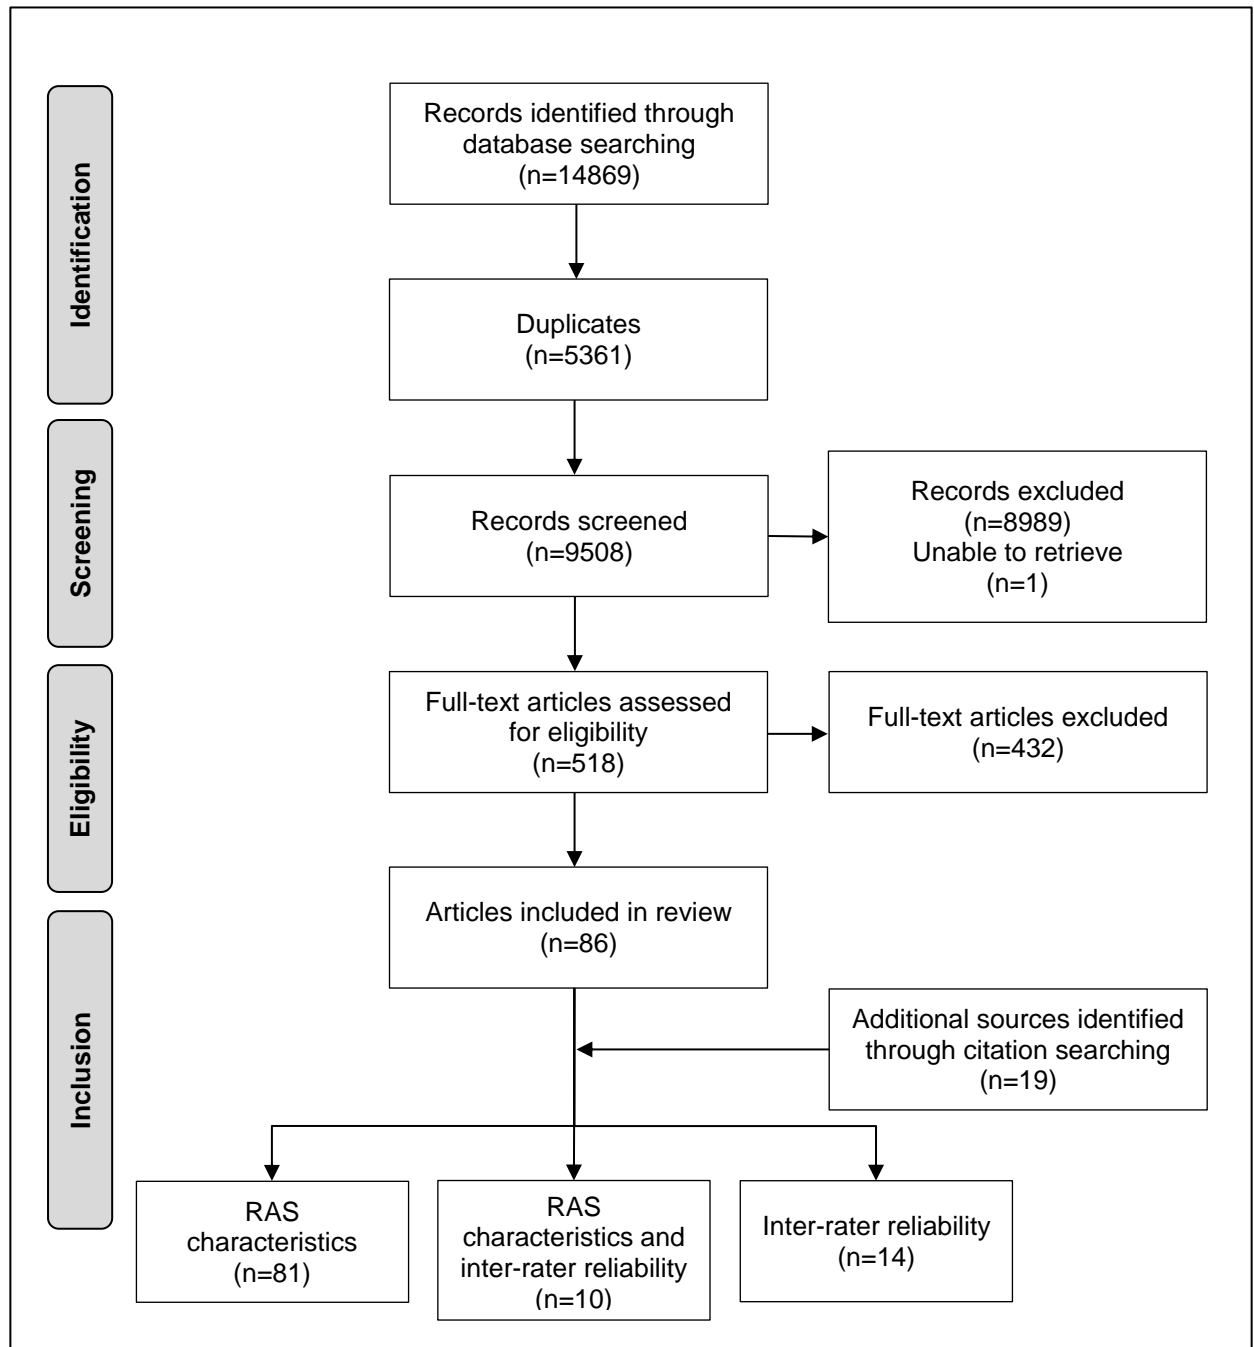 Identification
Records identified through
database searching
(n=14869)
Duplicates
(n=5361)
Screening
Records screened
(n=9508)
Records excluded
(n=8989)
Unable to retrieve
(n=1)
Eligibility
Full-text articles assessed
for eligibility
(n=518)
Full-text articles excluded
(n=432)
Inclusion
Articles included in review
(n=86)
Additional sources identified
through citation searching
(n=19)
RAS
characteristics
(n=81)
RAS
characteristics and
inter-rater reliability
(n=10)
Inter-rater reliability
(n=14)